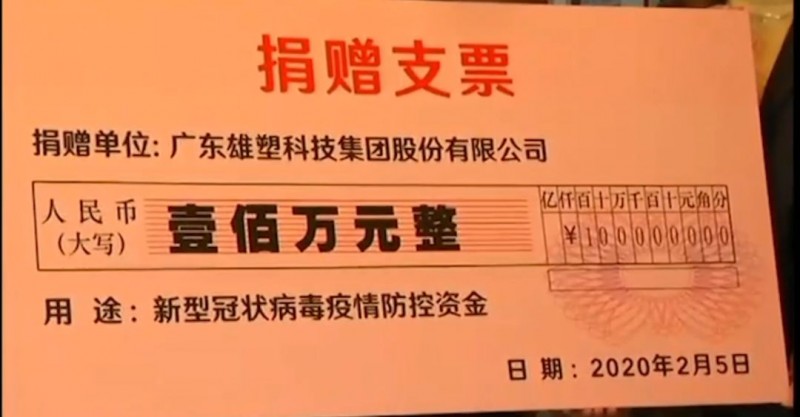 捐赠支票
捐赠单位: 广东雄塑科技集团股份有限公司
亿仟百十万千百十元角分
人民币
(大写)
壹佰万元整
¥100000000
用 途: 新型冠状病毒疫情防控资金
日 期: 2020年2月5日